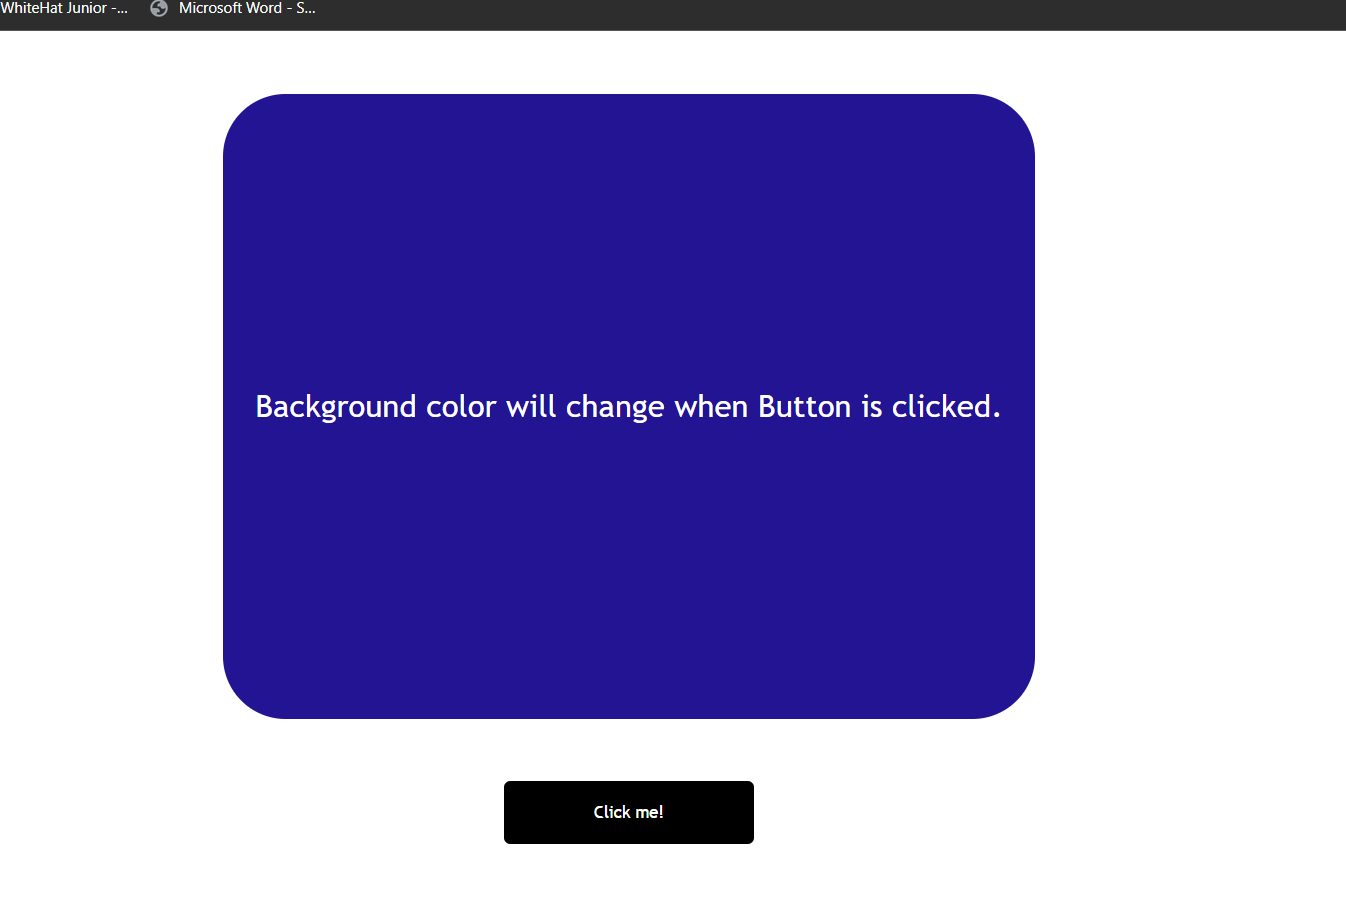 WhiteHat Junior -... Microsoft Word - S...
Background color will change when Button is clicked.
Click me!